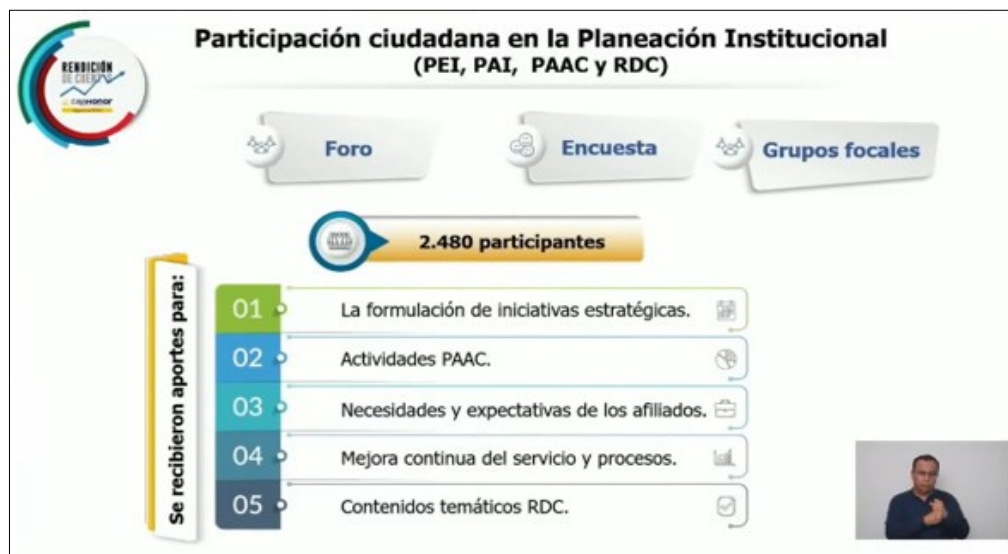 Participación ciudadana en la Planeación Institucional
(PEI, PAI, PAAC y RDC)
RENDICIÓN
DE CUENTAS
CAJAHONOR
Foro
Encuesta
Grupos focales
2.480 participantes
Se recibieron aportes para:
01 La formulación de iniciativas estratégicas.
02 Actividades PAAC.
03 Necesidades y expectativas de los afiliados.
04 Mejora continua del servicio y procesos.
05 Contenidos temáticos RDC.